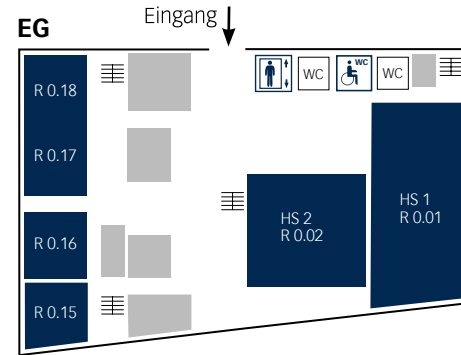 Eingang
EG
WC
WC
WC
R 0.18
R 0.17
HS 1
R 0.01
HS 2
R 0.02
R 0.16
R 0.15